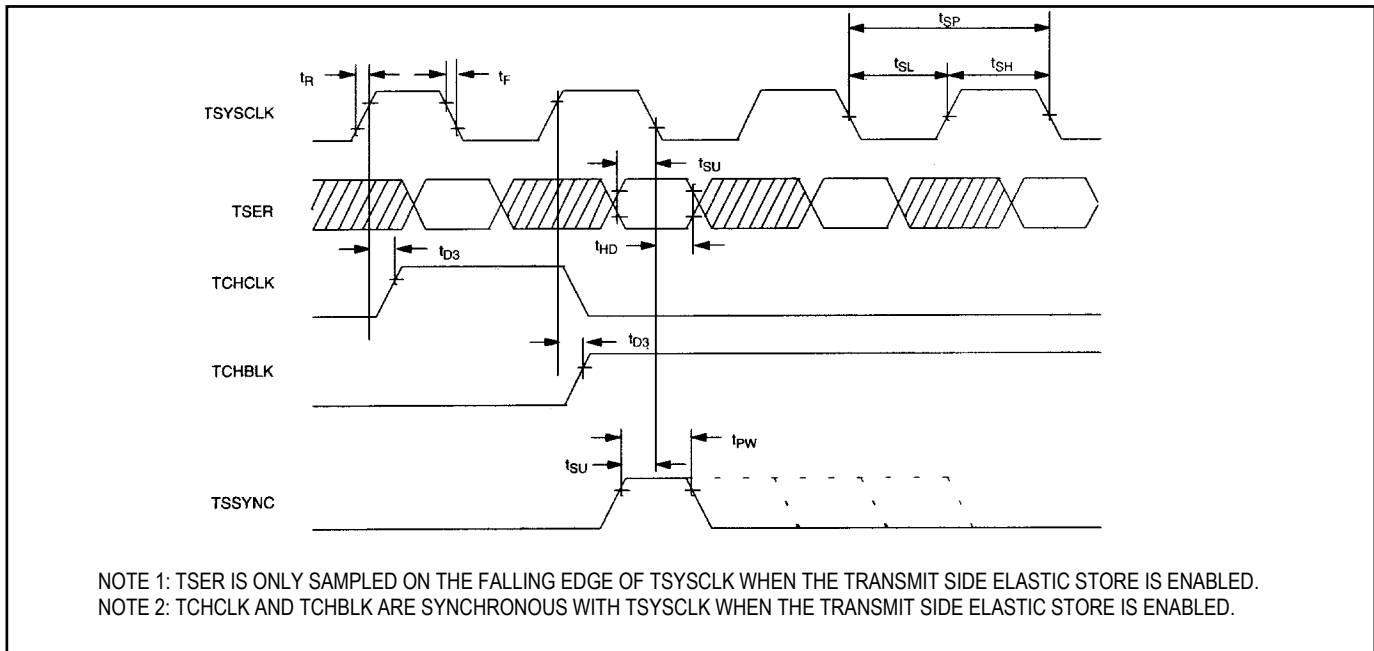 tSP
tR
tF
tSL
tSH
TSYSCLK
tSU
TSER
tHD
tD3
TCHCLK
tD3
TCHBLK
tPW
tSU
TSSYNC
NOTE 1: TSER IS ONLY SAMPLED ON THE FALLING EDGE OF TSYSCLK WHEN THE TRANSMIT SIDE ELASTIC STORE IS ENABLED.
NOTE 2: TCHCLK AND TCHBLK ARE SYNCHRONOUS WITH TSYSCLK WHEN THE TRANSMIT SIDE ELASTIC STORE IS ENABLED.